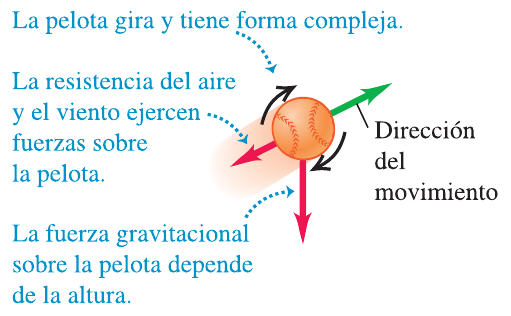 La pelota gira y tiene forma compleja.
La resistencia del aire
y el viento ejercen
fuerzas sobre
la pelota.
Dirección
del
movimiento
La fuerza gravitacional
sobre la pelota depende
de la altura.